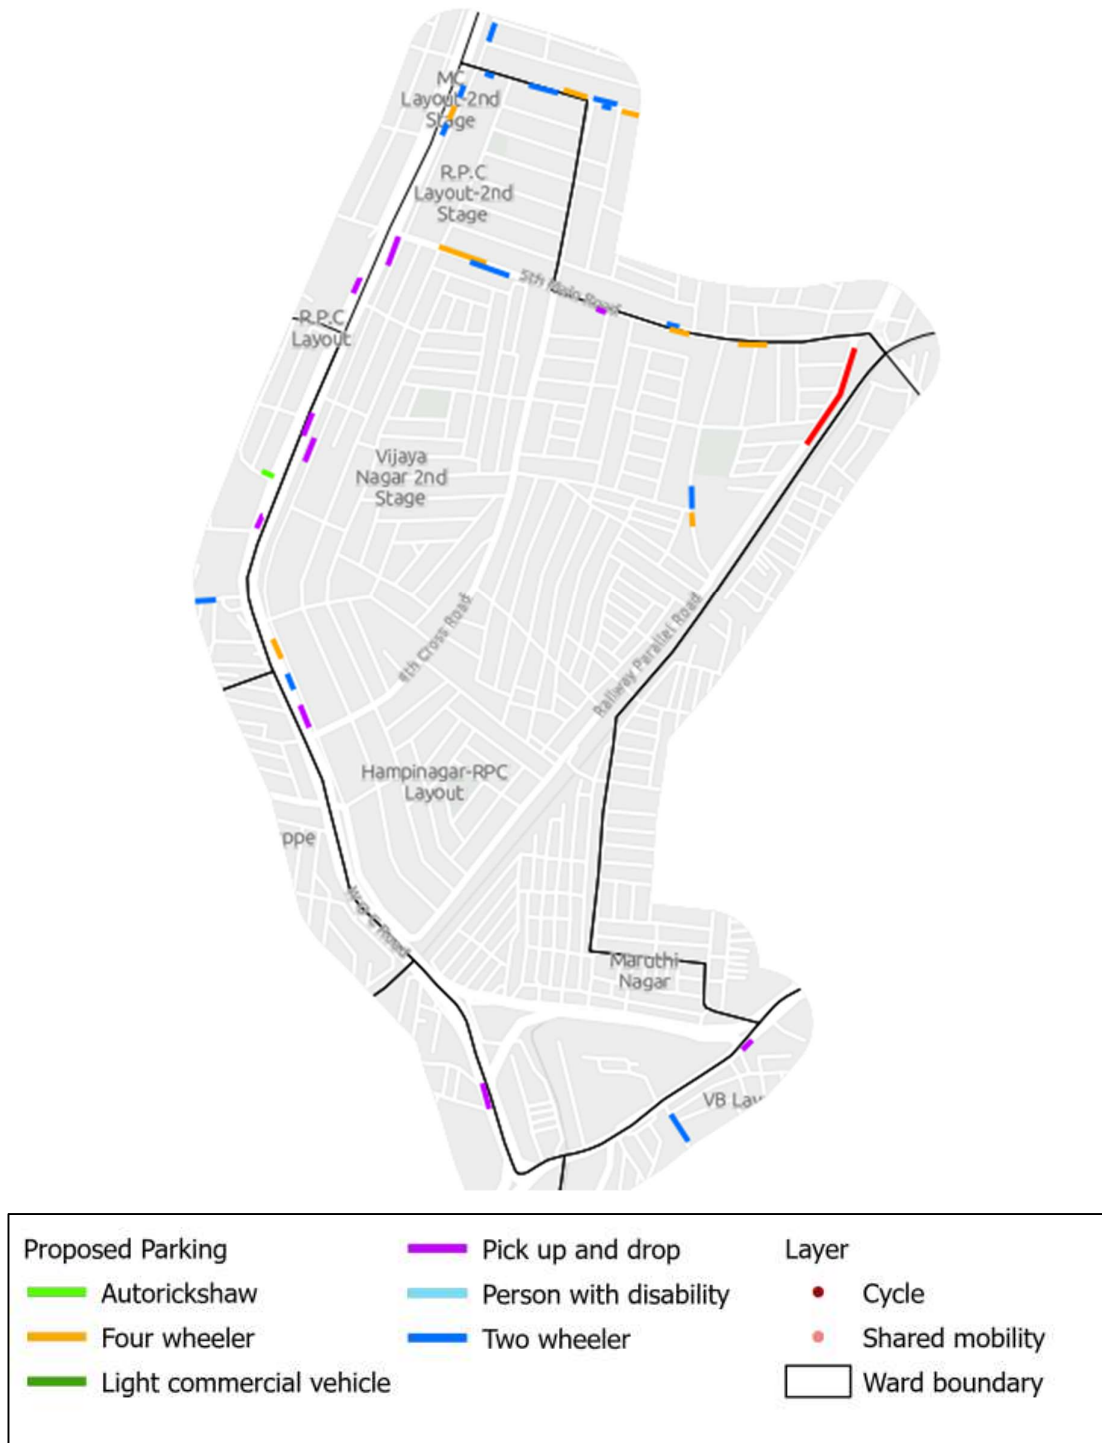 MC
Layout-2nd
Stage
R.P.C
Layout-2nd
Stage
5th Main Road
R.P.C
Layout
Vijaya
Nagar 2nd
Stage
4th Cross Road
Railway Parallel Road
Hampinagar-RPC
Layout
ppe
W.o.C Road
Maruthi
Nagar
VB Lay
Proposed Parking
Autorickshaw
Four wheeler
Light commercial vehicle
Pick up and drop
Person with disability
Two wheeler
Layer
Cycle
Shared mobility
Ward boundary